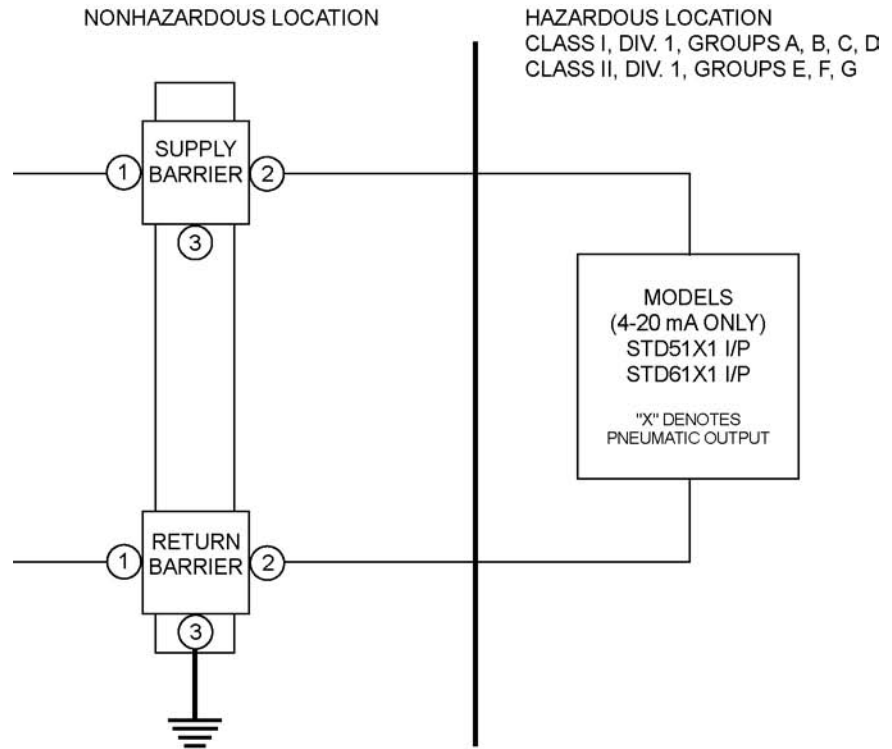 NONHAZARDOUS LOCATION
HAZARDOUS LOCATION
CLASS I, DIV. 1, GROUPS A, B, C, D
CLASS II, DIV. 1, GROUPS E, F, G
SUPPLY
BARRIER
1
2
3
MODELS
(4-20 mA ONLY)
STD51X1 I/P
STD61X1 I/P
"X" DENOTES
PNEUMATIC OUTPUT
RETURN
BARRIER
1
2
3